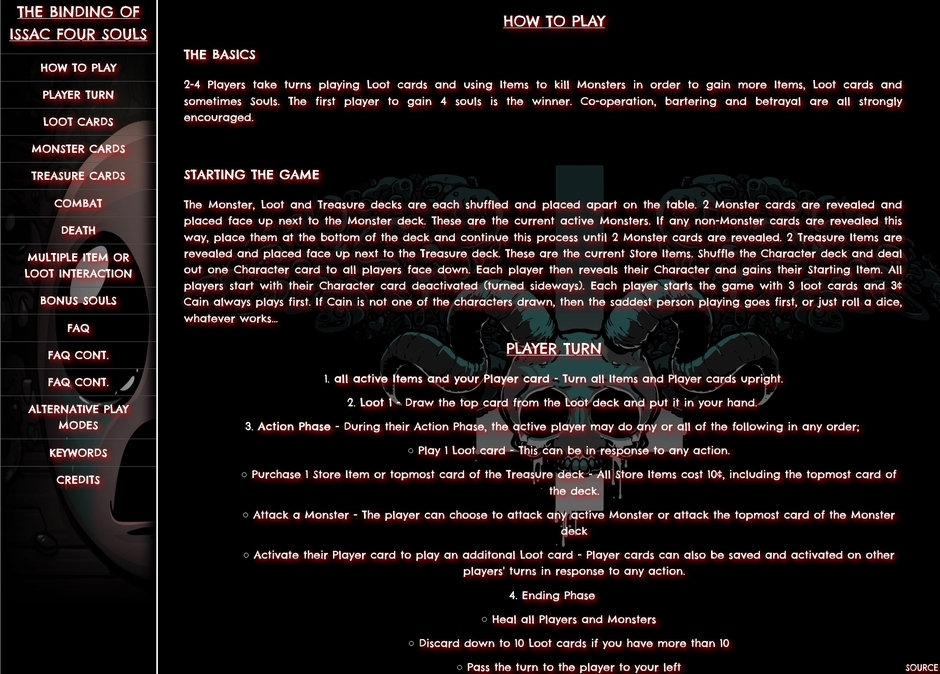 THE BINDING OF
ISSAC FOUR SOULS
HOW TO PLAY
PLAYER TURN
LOOT CARDS
MONSTER CARDS
TREASURE CARDS
COMBAT
DEATH
MULTIPLE ITEM OR
LOOT INTERACTION
BONUS SOULS
FAQ
FAQ CONT.
FAQ CONT.
ALTERNATIVE PLAY
MODES
KEYWORDS
CREDITS
HOW TO PLAY
THE BASICS
2-4 Players take turns playing Loot cards and using Items to kill Monsters in order to gain more Items, Loot cards and
sometimes Souls. The first player to gain 4 souls is the winner. Co-operation, bartering and betrayal are all strongly
encouraged.
STARTING THE GAME
The Monster, Loot and Treasure decks are each shuffled and placed apart on the table. 2 Monster cards are revealed and
placed face up next to the Monster deck. These are the current active Monsters. If any non-Monster cards are revealed this
way, place them at the bottom of the deck and continue this process until 2 Monster cards are revealed. 2 Treasure Items are
revealed and placed face up next to the Treasure deck. These are the current Store Items. Shuffle the Character deck and deal
out one Character card to all players face down. Each player then reveals their Character and gains their Starting Item. All
players start with their Character card deactivated (turned sideways). Each player starts the game with 3 loot cards and 3¢
Cain always plays first. If Cain is not one of the characters drawn, then the saddest person playing goes first, or just roll a dice,
whatever works...
PLAYER TURN
1. all active Items and your Player card - Turn all Items and Player cards upright.
2. Loot 1 - Draw the top card from the Loot deck and put it in your hand.
3. Action Phase - During their Action Phase, the active player may do any or all of the following in any order;
○ Play 1 Loot card - This can be in response to any action.
○ Purchase 1 Store Item or topmost card of the Treasure deck - All Store Items cost 10¢, including the topmost card of
the deck.
○ Attack a Monster - The player can choose to attack any active Monster or attack the topmost card of the Monster
deck
○ Activate their Player card to play an additonal Loot card - Player cards can also be saved and activated on other
players' turns in response to any action.
4. Ending Phase
○ Heal all Players and Monsters
○ Discard down to 10 Loot cards if you have more than 10
○ Pass the turn to the player to your left
SOURCE